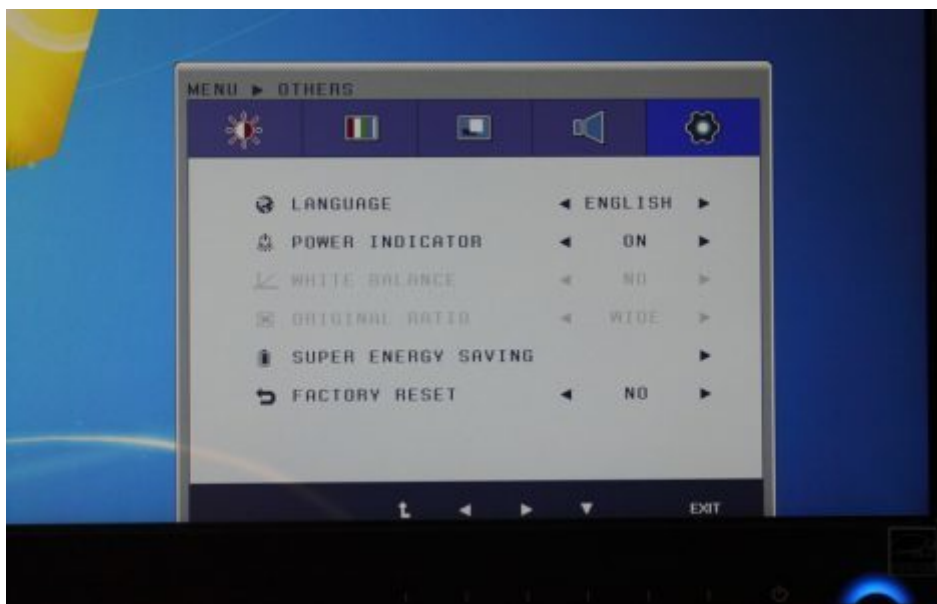 MENU ► OTHERS
LANGUAGE ◄ ENGLISH ►
POWER INDICATOR ◄ ON ►
WHITE BALANCE ◄ NO ►
ORIGINAL RATIO ◄ WIDE ►
SUPER ENERGY SAVING ►
FACTORY RESET ◄ NO ►
EXIT